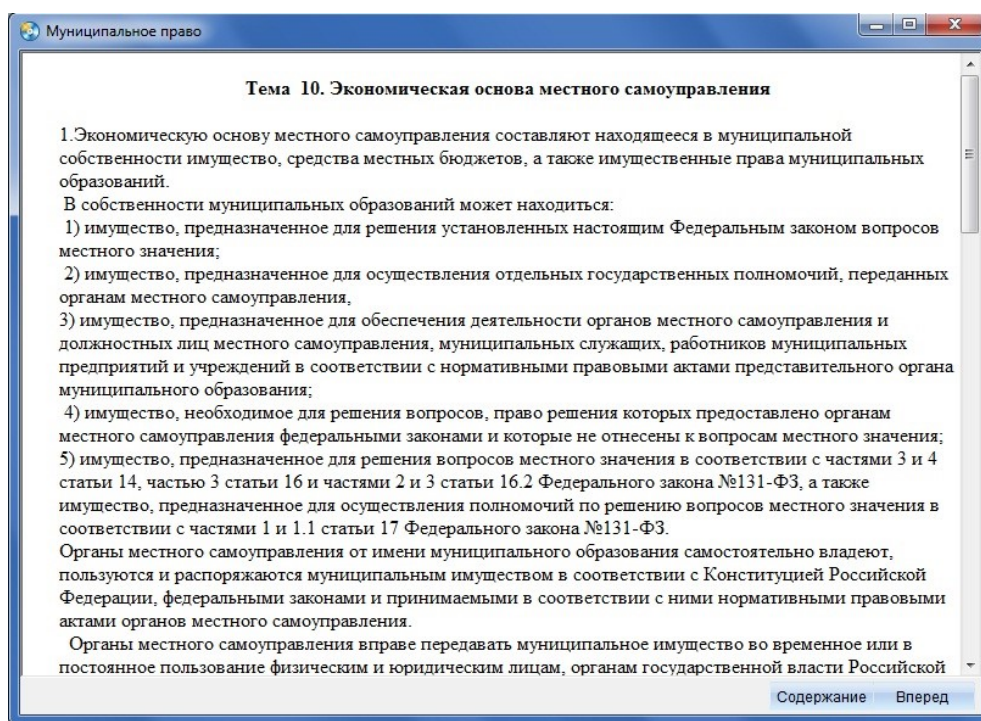 Муниципальное право
Тема 10. Экономическая основа местного самоуправления
1.Экономическую основу местного самоуправления составляют находящееся в муниципальной
собственности имущество, средства местных бюджетов, а также имущественные права муниципальных
образований.
В собственности муниципальных образований может находиться:
1) имущество, предназначенное для решения установленных настоящим Федеральным законом вопросов
местного значения;
2) имущество, предназначенное для осуществления отдельных государственных полномочий, переданных
органам местного самоуправления,
3) имущество, предназначенное для обеспечения деятельности органов местного самоуправления и
должностных лиц местного самоуправления, муниципальных служащих, работников муниципальных
предприятий и учреждений в соответствии с нормативными правовыми актами представительного органа
муниципального образования;
4) имущество, необходимое для решения вопросов, право решения которых предоставлено органам
местного самоуправления федеральными законами и которые не отнесены к вопросам местного значения;
5) имущество, предназначенное для решения вопросов местного значения в соответствии с частями 3 и 4
статьи 14, частью 3 статьи 16 и частями 2 и 3 статьи 16.2 Федерального закона №131-ФЗ, а также
имущество, предназначенное для осуществления полномочий по решению вопросов местного значения в
соответствии с частями 1 и 1.1 статьи 17 Федерального закона №131-ФЗ.
Органы местного самоуправления от имени муниципального образования самостоятельно владеют,
пользуются и распоряжаются муниципальным имуществом в соответствии с Конституцией Российской
Федерации, федеральными законами и принимаемыми в соответствии с ними нормативными правовыми
актами органов местного самоуправления.
Органы местного самоуправления вправе передавать муниципальное имущество во временное или в
постоянное пользование физическим и юридическим лицам, органам государственной власти Российской
Содержание Вперед